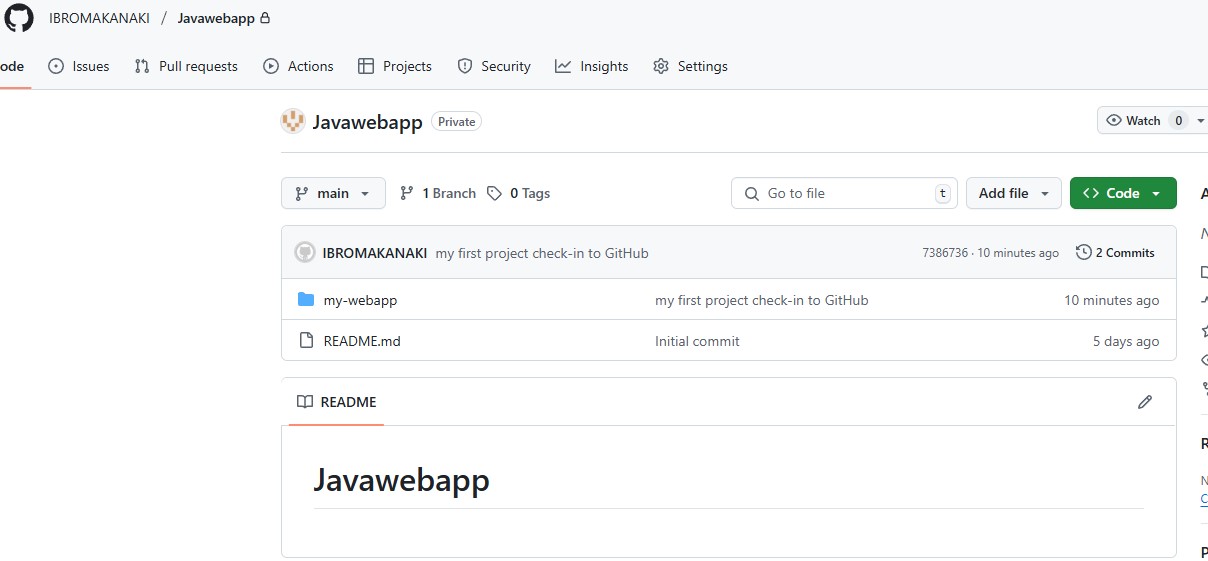 IBROMAKANAKI / Javawebapp
ode Issues Pull requests Actions Projects Security Insights Settings
Javawebapp Private Watch 0
main 1 Branch 0 Tags Go to file t Add file <> Code
IBROMAKANAKI my first project check-in to GitHub 7386736 · 10 minutes ago 2 Commits
my-webapp my first project check-in to GitHub 10 minutes ago
README.md Initial commit 5 days ago
README
Javawebapp